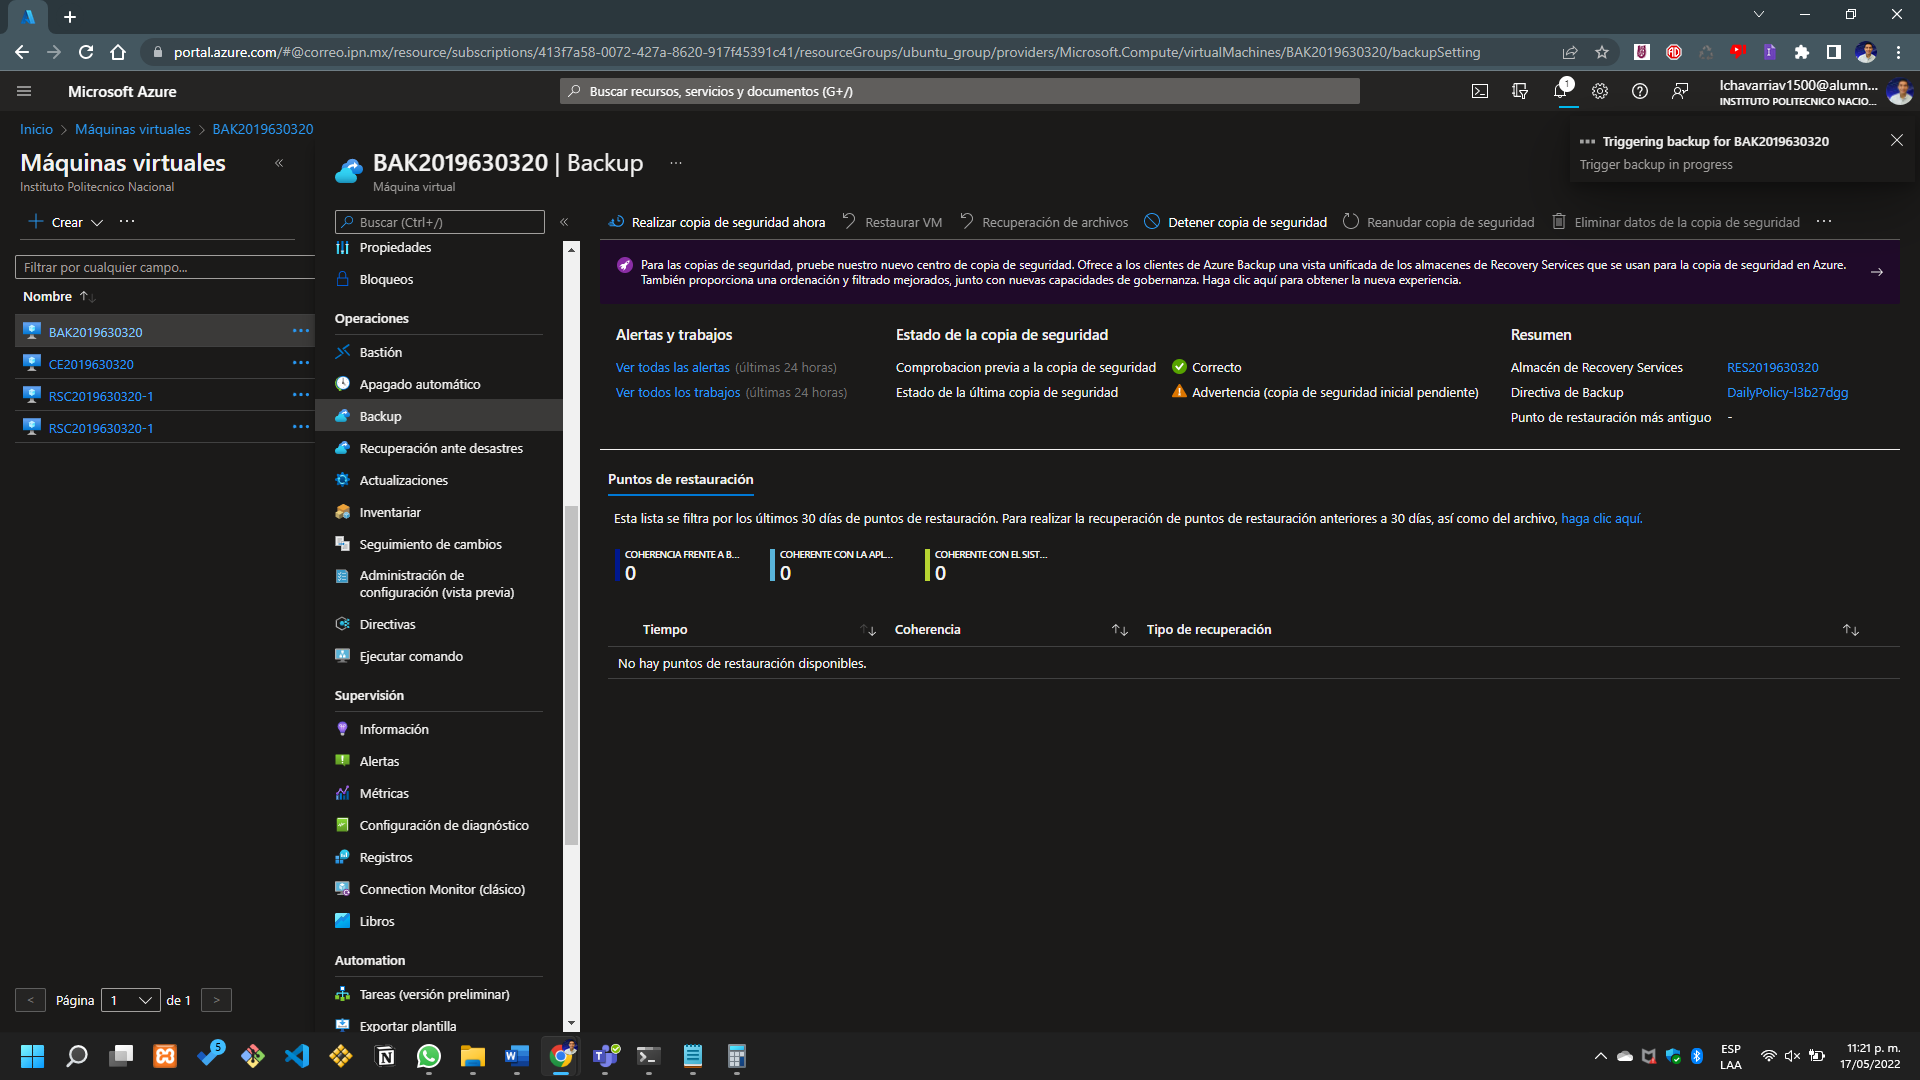 portal.azure.com/#@correo.ipn.mx/resource/subscriptions/413f7a58-0072-427a-8620-917f45391c41/resourceGroups/ubuntu_group/providers/Microsoft.Compute/virtualMachines/BAK2019630320/backupSetting
Microsoft Azure
Buscar recursos, servicios y documentos (G+/)
1
lchavarriav1500@alumn...
INSTITUTO POLITECNICO NACIO...
Inicio > Máquinas virtuales > BAK2019630320
Triggering backup for BAK2019630320
Trigger backup in progress
Máquinas virtuales
Instituto Politecnico Nacional
Crear
Filtrar por cualquier campo...
Nombre
BAK2019630320
CE2019630320
RSC2019630320-1
RSC2019630320-1
< Página 1 de 1 >
BAK2019630320 | Backup
Máquina virtual
Buscar (Ctrl+/)
Propiedades
Bloqueos
Operaciones
Bastión
Apagado automático
Backup
Recuperación ante desastres
Actualizaciones
Inventariar
Seguimiento de cambios
Administración de
configuración (vista previa)
Directivas
Ejecutar comando
Supervisión
Información
Alertas
Métricas
Configuración de diagnóstico
Registros
Connection Monitor (clásico)
Libros
Automation
Tareas (versión preliminar)
Exportar plantilla
Realizar copia de seguridad ahora
Restaurar VM
Recuperación de archivos
Detener copia de seguridad
Reanudar copia de seguridad
Eliminar datos de la copia de seguridad
Para las copias de seguridad, pruebe nuestro nuevo centro de copia de seguridad. Ofrece a los clientes de Azure Backup una vista unificada de los almacenes de Recovery Services que se usan para la copia de seguridad en Azure.
También proporciona una ordenación y filtrado mejorados, junto con nuevas capacidades de gobernanza. Haga clic aquí para obtener la nueva experiencia.
Alertas y trabajos
Ver todas las alertas (últimas 24 horas)
Ver todos los trabajos (últimas 24 horas)
Estado de la copia de seguridad
Comprobacion previa a la copia de seguridad Correcto
Estado de la última copia de seguridad Advertencia (copia de seguridad inicial pendiente)
Resumen
Almacén de Recovery Services RES2019630320
Directiva de Backup DailyPolicy-l3b27dgg
Punto de restauración más antiguo -
Puntos de restauración
Esta lista se filtra por los últimos 30 días de puntos de restauración. Para realizar la recuperación de puntos de restauración anteriores a 30 días, así como del archivo, haga clic aquí.
COHERENCIA FRENTE A B...
0
COHERENTE CON LA APL...
0
COHERENTE CON EL SIST...
0
Tiempo Coherencia Tipo de recuperación
No hay puntos de restauración disponibles.
5
ESP
LAA
11:21 p. m.
17/05/2022